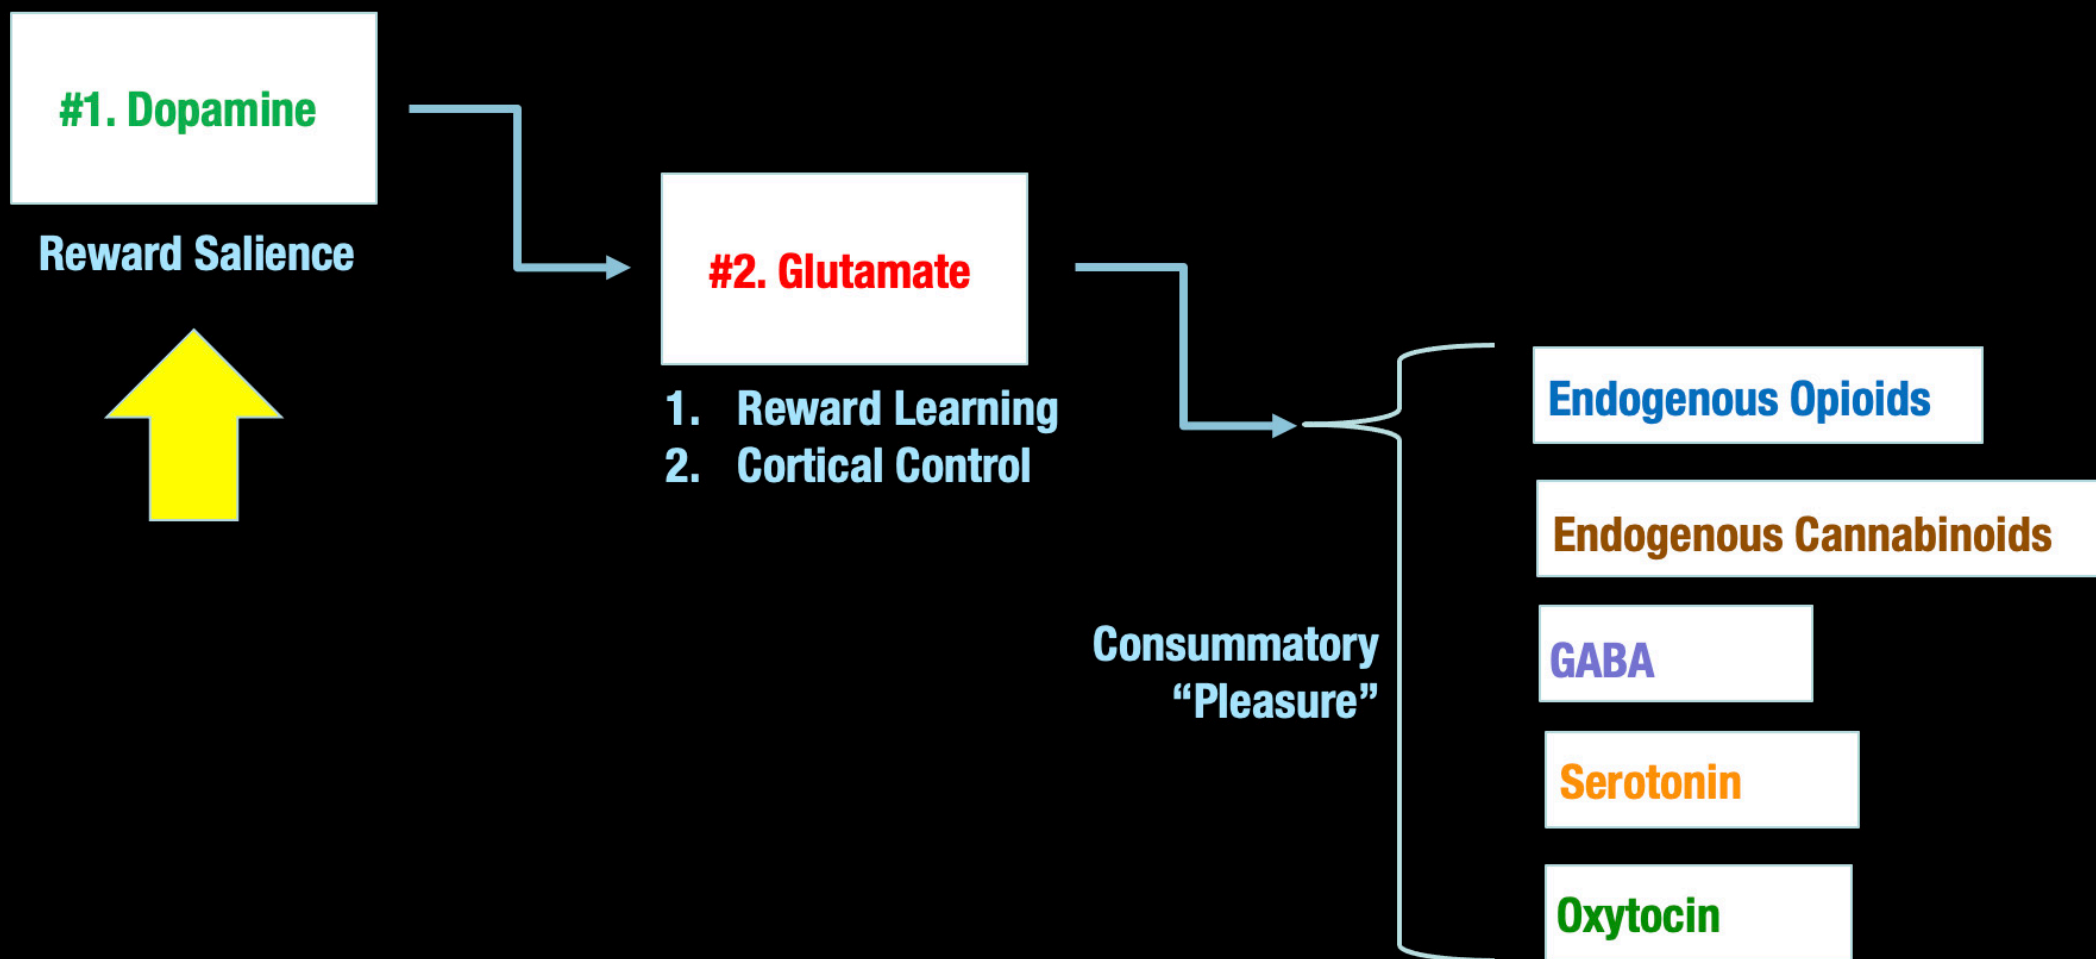 #1. Dopamine
Reward Salience
#2. Glutamate
1. Reward Learning
2. Cortical Control
Consummatory
“Pleasure”
Endogenous Opioids
Endogenous Cannabinoids
GABA
Serotonin
Oxytocin